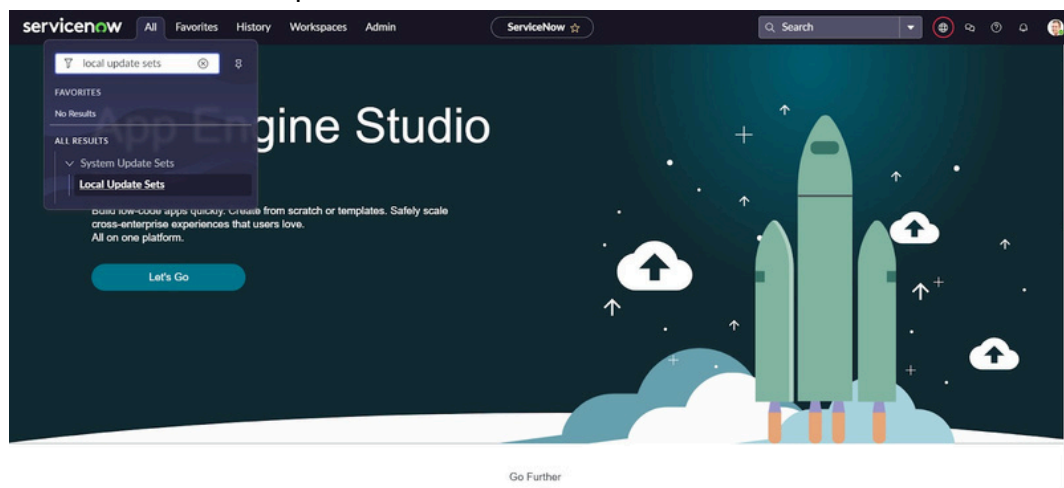 servicenow All Favorites History Workspaces Admin ServiceNow Search
local update sets
FAVORITES
No Results
App Engine Studio
ALL RESULTS
System Update Sets
Local Update Sets
Build low-code apps quickly. Create from scratch or templates. Safely scale
cross-enterprise experiences that users love.
All on one platform.
Let's Go
Go Further